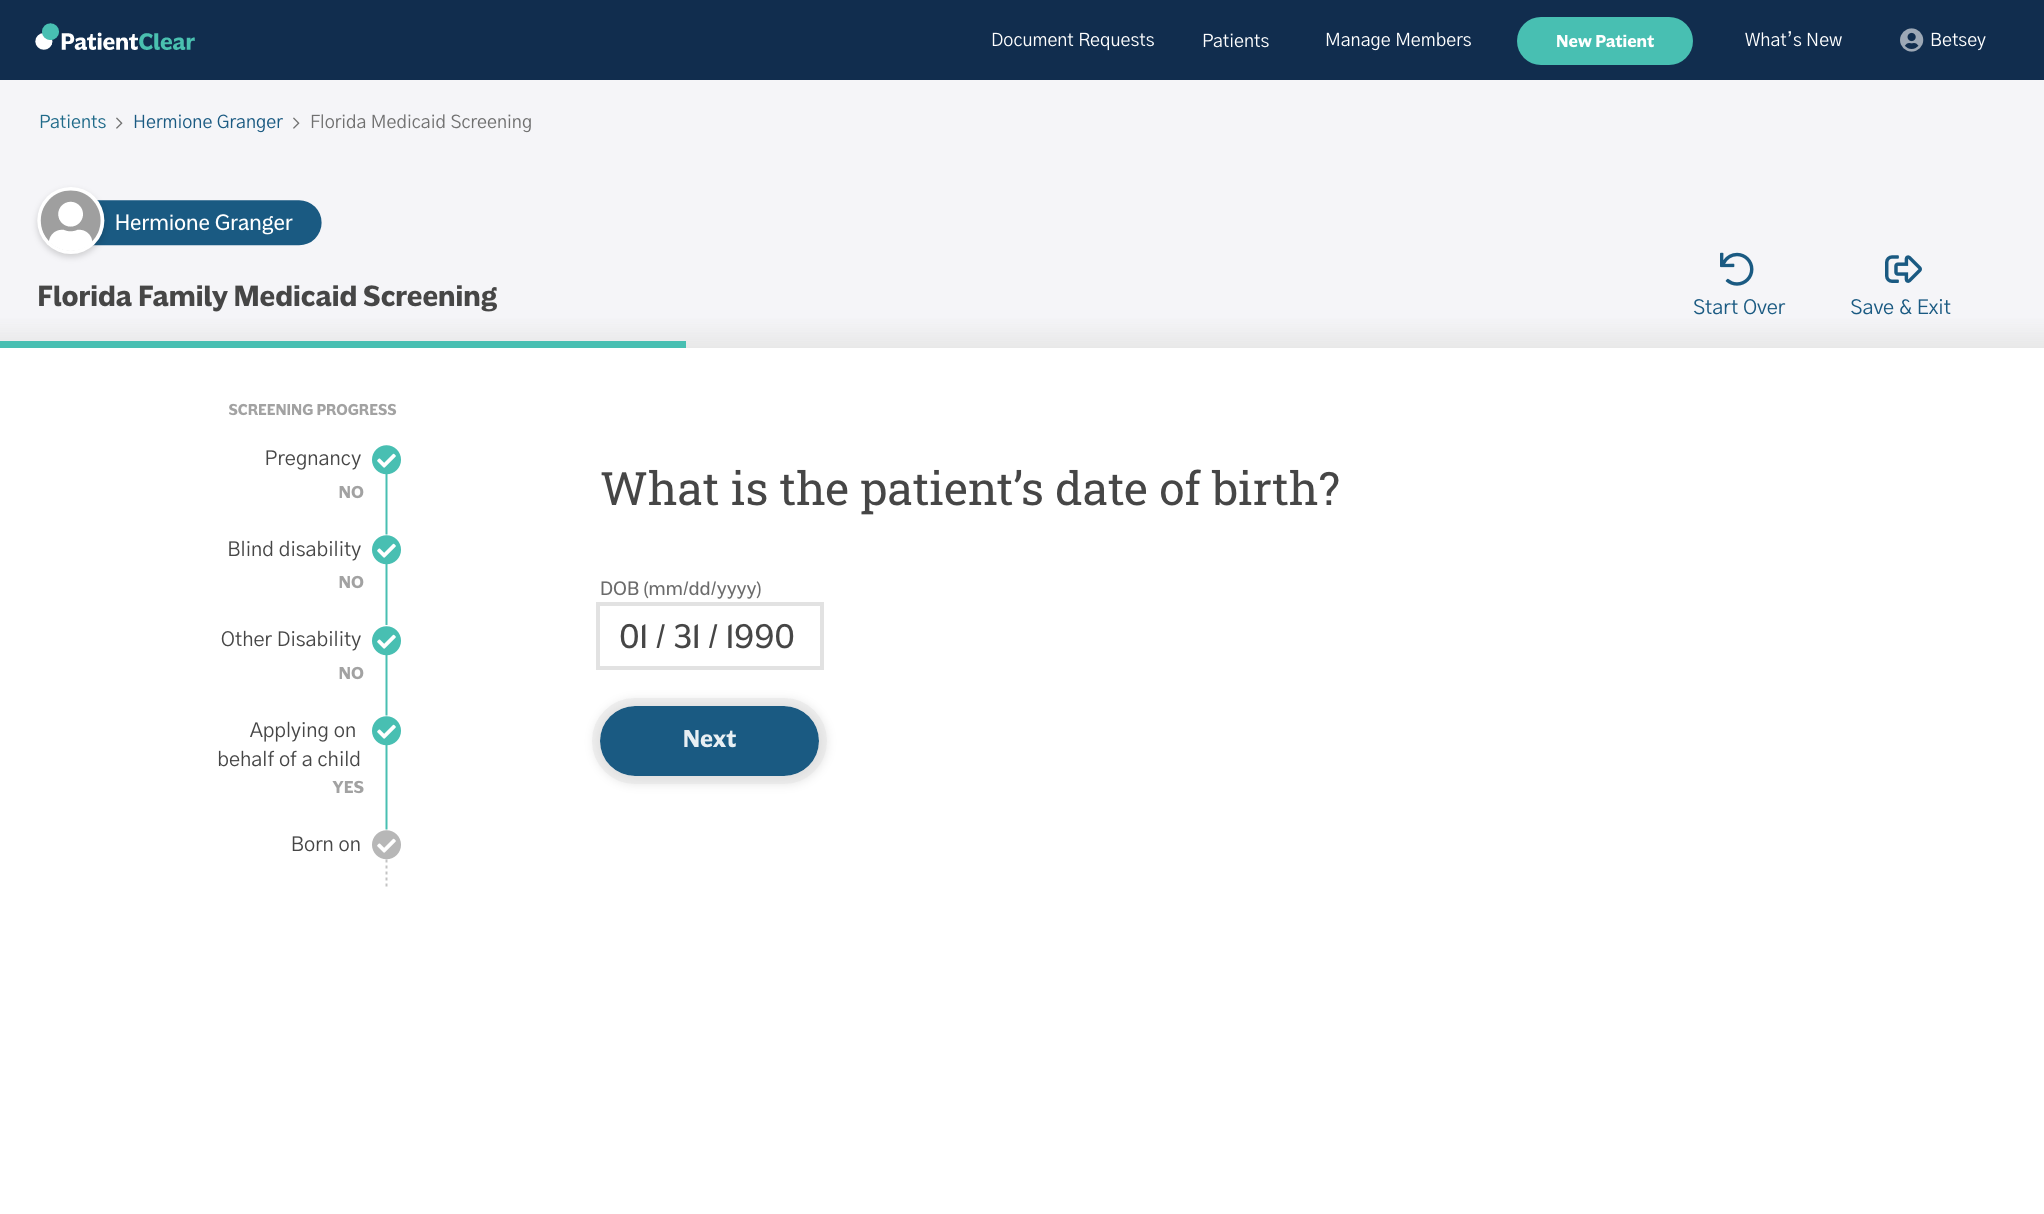 PatientClear
Document Requests
Patients
Manage Members
New Patient
What's New
Betsey
Patients > Hermione Granger > Florida Medicaid Screening
Hermione Granger
Florida Family Medicaid Screening
Start Over
Save & Exit
SCREENING PROGRESS
Pregnancy
NO
Blind disability
NO
Other Disability
NO
Applying on
behalf of a child
YES
Born on
What is the patient's date of birth?
DOB (mm/dd/yyyy)
01 / 31 / 1990
Next